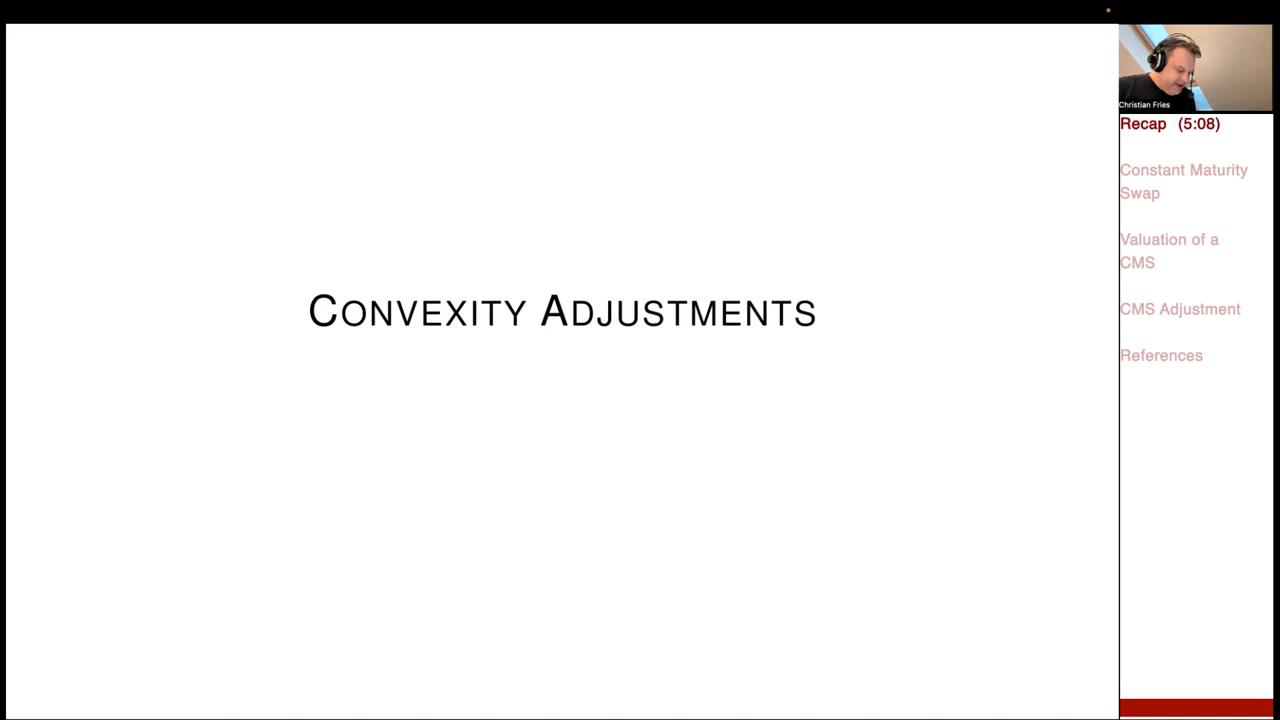 CONVEXITY ADJUSTMENTS
Christian Fries
Recap (5:08)
Constant Maturity
Swap
Valuation of a
CMS
CMS Adjustment
References